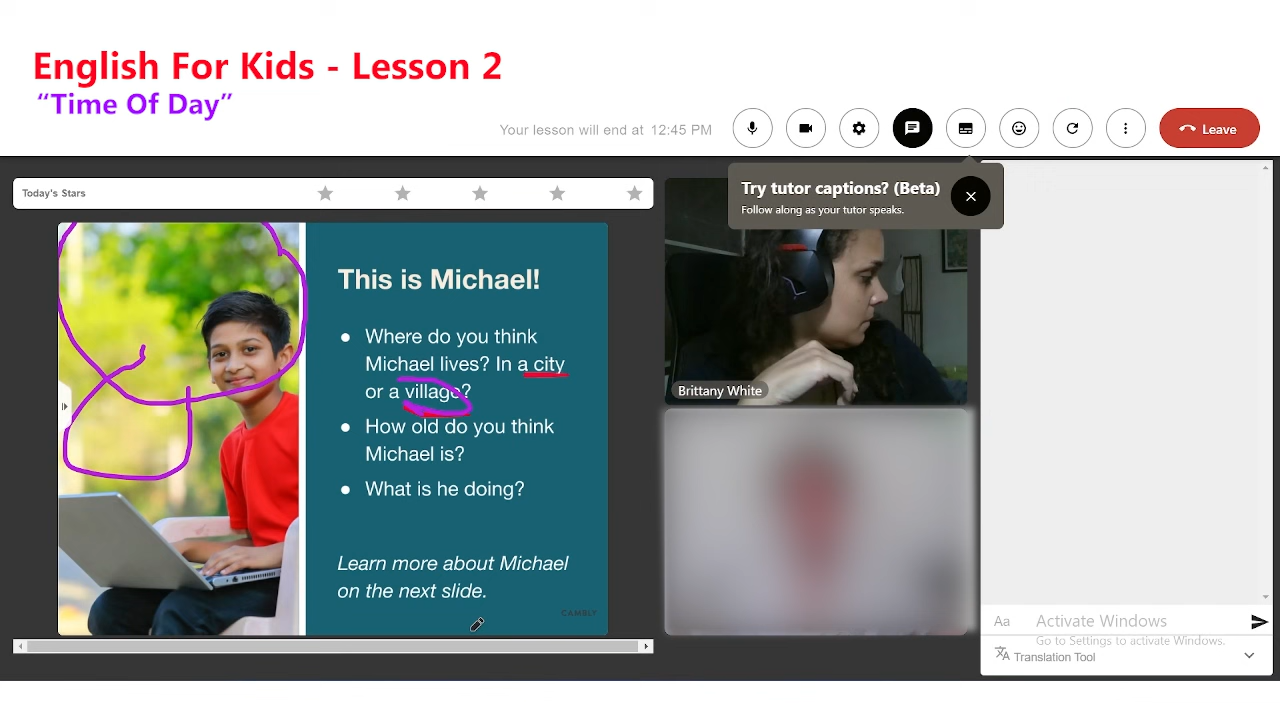 English For Kids - Lesson 2
“Time Of Day”
Your lesson will end at 12:45 PM
Leave
Try tutor captions? (Beta)
Follow along as your tutor speaks.
Today's Stars
This is Michael!
Where do you think
Michael lives? In a city
or a village?
How old do you think
Michael is?
What is he doing?
Learn more about Michael
on the next slide.
CAMBLY
Brittany White
Aa
Activate Windows
Go to Settings to activate Windows.
Translation Tool